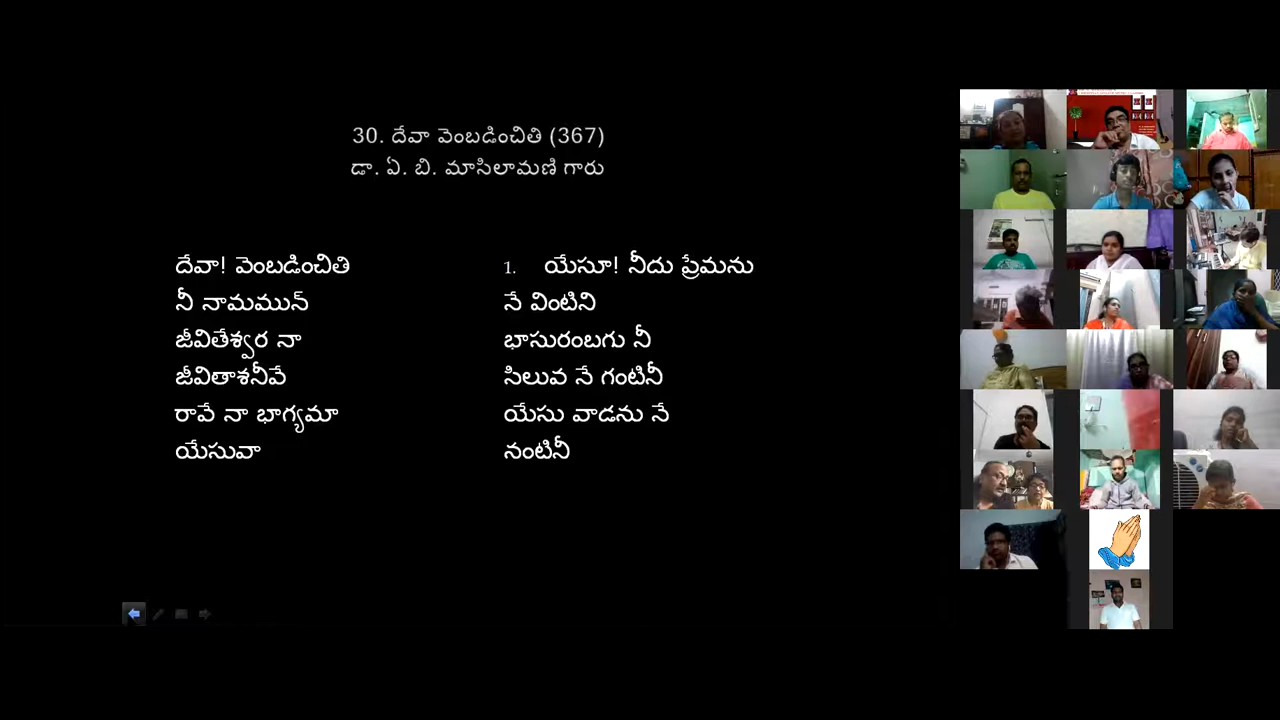 30. దేవా వెంబడించితి (367)
డా. ఏ. బి. మాసిలామణి గారు
దేవా! వెంబడించితి
నీ నామమున్
జీవితేశ్వర నా
జీవితాశనీవే
రావే నా భాగ్యమా
యేసువా
1. యేసూ! నీదు ప్రేమను
నే వింటిని
భాసురంబగు నీ
సిలువ నే గంటినీ
యేసు వాడను నే
నంటినీ